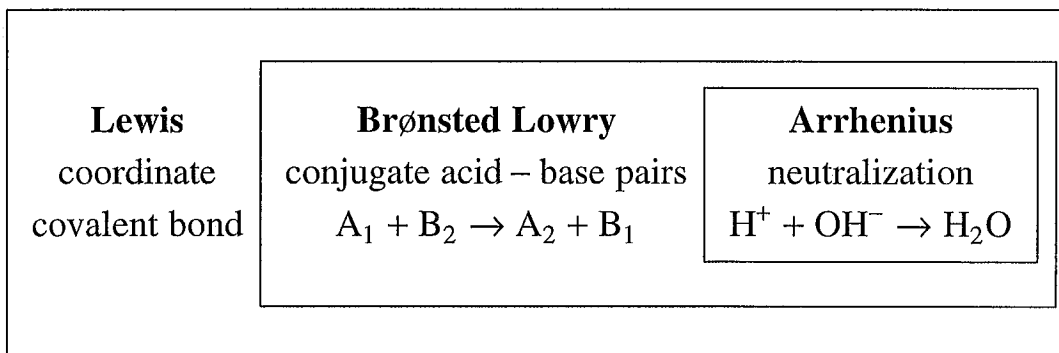 Lewis
coordinate
covalent bond
Brønsted Lowry
conjugate acid – base pairs
A₁ + B₂ → A₂ + B₁
Arrhenius
neutralization
H⁺ + OH⁻ → H₂O